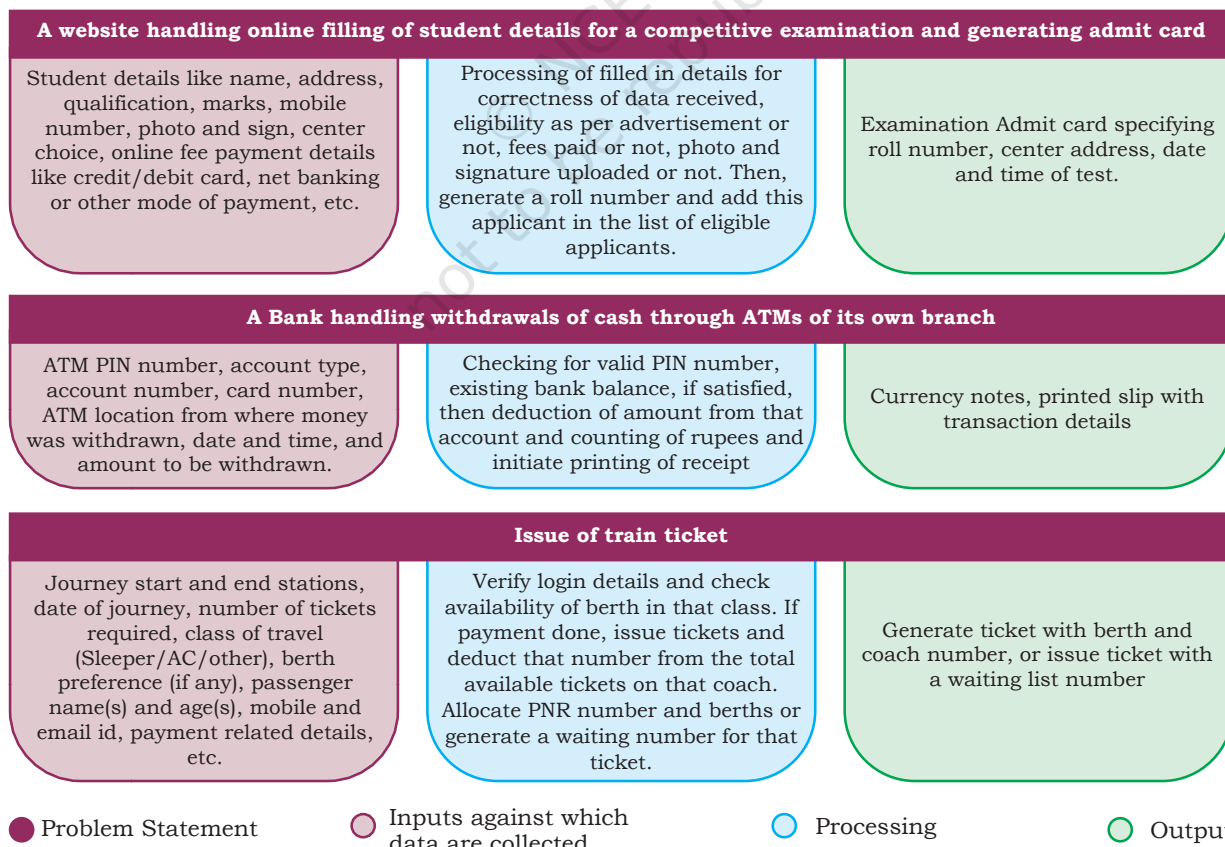 A website handling online filling of student details for a competitive examination and generating admit card
Student details like name, address,
qualification, marks, mobile
number, photo and sign, center
choice, online fee payment details
like credit/debit card, net banking
or other mode of payment, etc.
Processing of filled in details for
correctness of data received,
eligibility as per advertisement or
not, fees paid or not, photo and
signature uploaded or not. Then,
generate a roll number and add this
applicant in the list of eligible
applicants.
Examination Admit card specifying
roll number, center address, date
and time of test.
A Bank handling withdrawals of cash through ATMs of its own branch
ATM PIN number, account type,
account number, card number,
ATM location from where money
was withdrawn, date and time, and
amount to be withdrawn.
Checking for valid PIN number,
existing bank balance, if satisfied,
then deduction of amount from that
account and counting of rupees and
initiate printing of receipt
Currency notes, printed slip with
transaction details
Issue of train ticket
Journey start and end stations,
date of journey, number of tickets
required, class of travel
(Sleeper/AC/other), berth
preference (if any), passenger
name(s) and age(s), mobile and
email id, payment related details,
etc.
Verify login details and check
availability of berth in that class. If
payment done, issue tickets and
deduct that number from the total
available tickets on that coach.
Allocate PNR number and berths or
generate a waiting number for that
ticket.
Generate ticket with berth and
coach number, or issue ticket with
a waiting list number
Problem Statement
Inputs against which
data are collected
Processing
Outpu
not to be repu